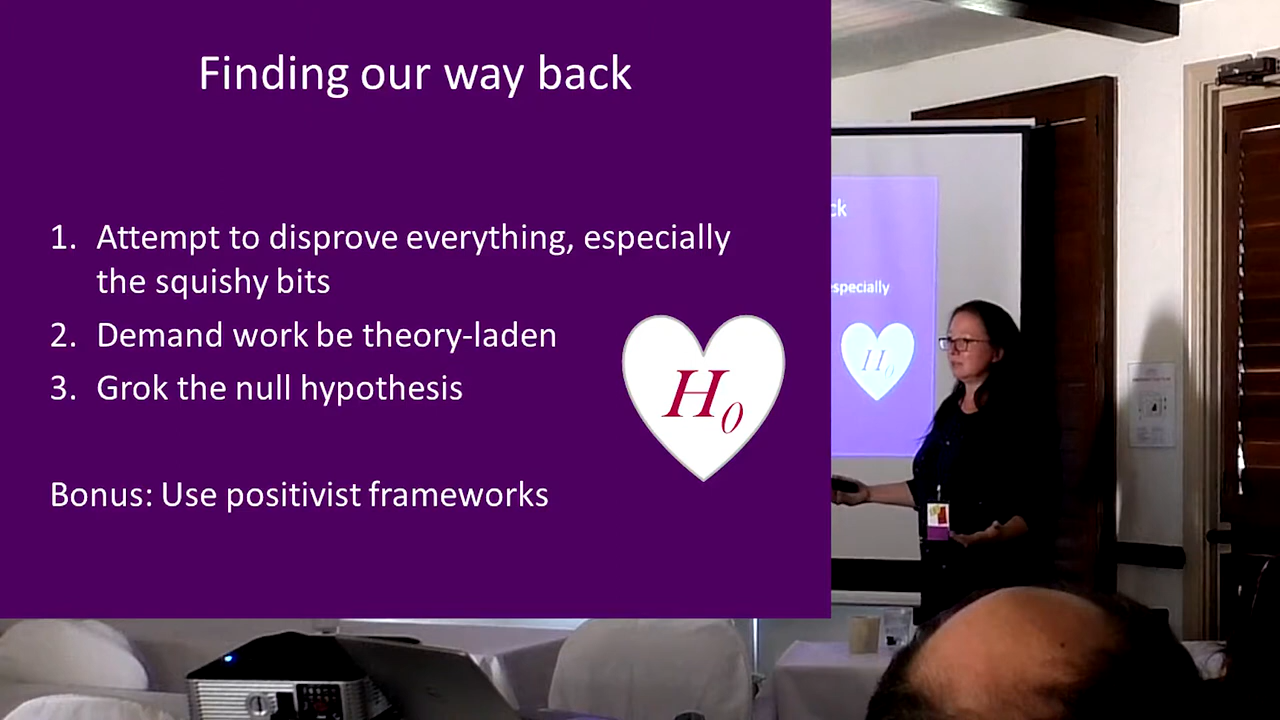 Finding our way back
1. Attempt to disprove everything, especially
the squishy bits
2. Demand work be theory-laden
3. Grok the null hypothesis
H0
Bonus: Use positivist frameworks
ck
especially
H0